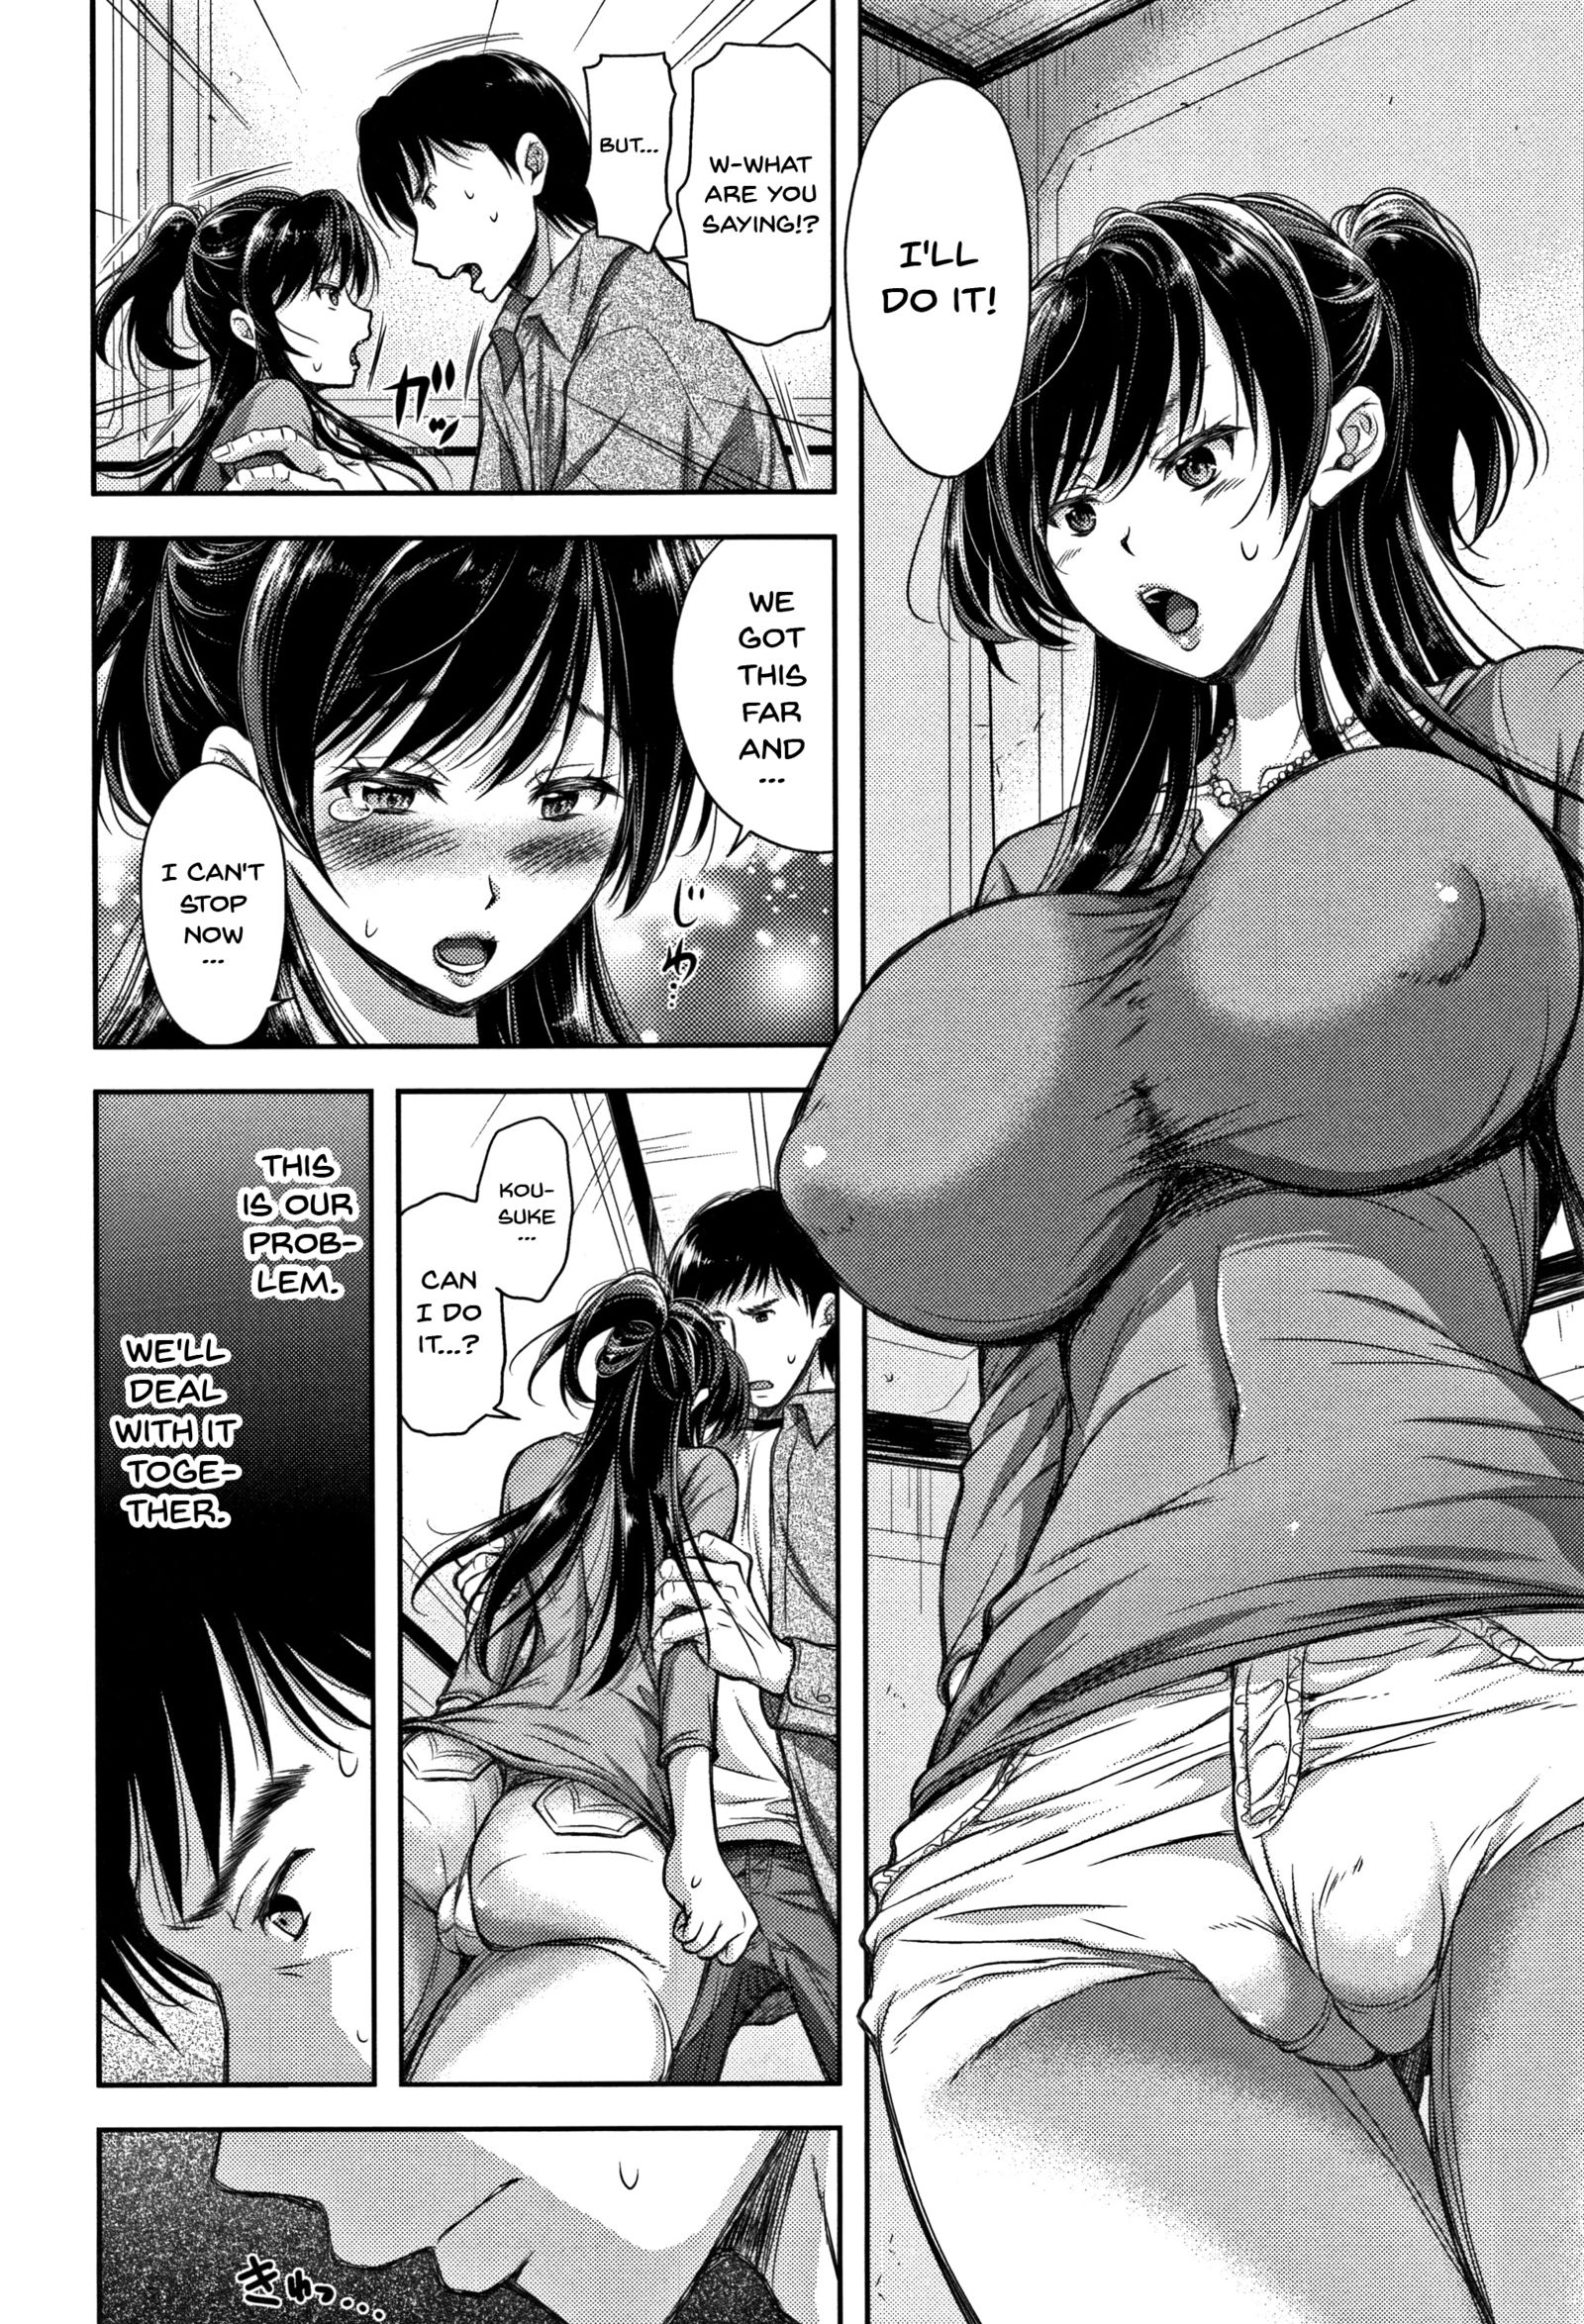 I'LL
DO IT!
W-WHAT
ARE YOU
SAYING!?
BUT...
ガガッ
WE
GOT
THIS
FAR
AND
...
I CAN'T
STOP
NOW
...
じわ…
KOU-
SUKE
...
CAN
I DO
IT...?
THIS
IS OUR
PROB-
LEM.
WE'LL
DEAL
WITH IT
TOGE-
THER.
きゅっ...